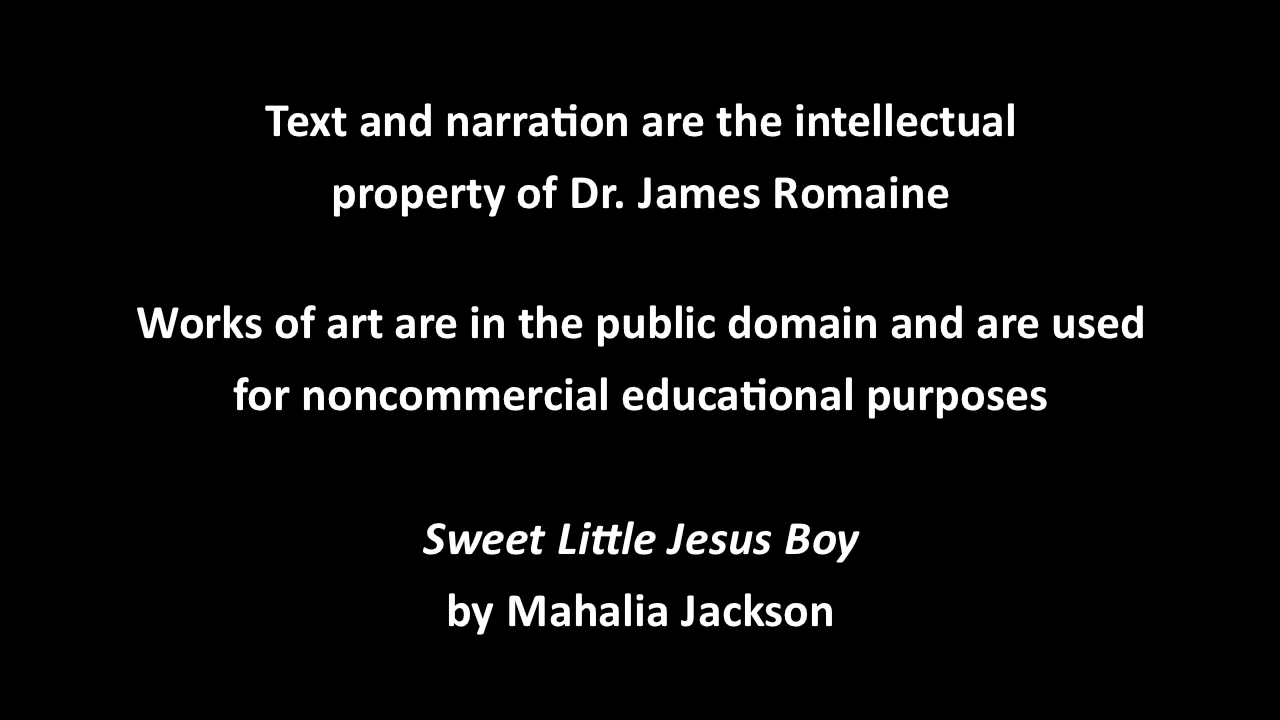 Text and narration are the intellectual
property of Dr. James Romaine
Works of art are in the public domain and are used
for noncommercial educational purposes
Sweet Little Jesus Boy
by Mahalia Jackson